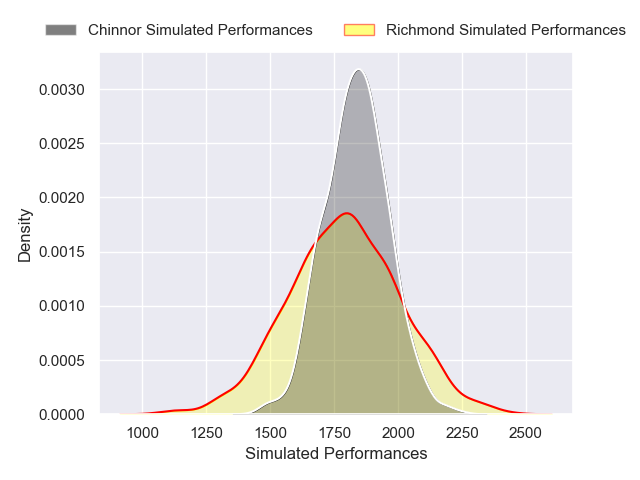 Chinnor Simulated Performances Richmond Simulated Performances
0.0030
0.0025
0.0020
0.0015
0.0010
0.0005
0.0000
Density
1000 1250 1500 1750 2000 2250 2500
Simulated Performances